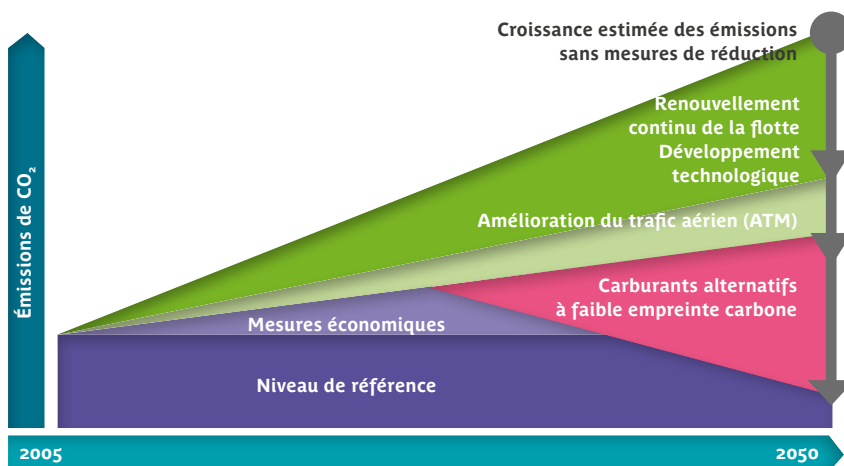 Croissance estimée des émissions
sans mesures de réduction
Renouvellement
continu de la flotte
Développement
technologique
Amélioration du trafic aérien (ATM)
Carburants alternatifs
à faible empreinte carbone
Mesures économiques
Niveau de référence
Émissions de CO₂
2005
2050